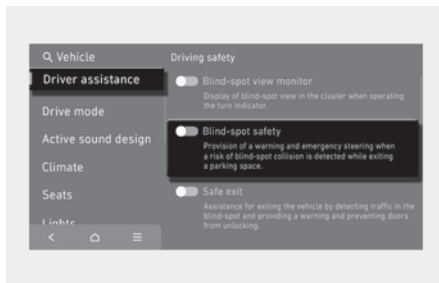 Vehicle
Driver assistance
Drive mode
Active sound design
Climate
Seats
Lights
Driving safety
Blind-spot view monitor
Display of blind-spot view in the cluster when operating
the turn indicator.
Blind-spot safety
Provision of a warning and emergency steering when
a risk of blind-spot collision is detected while exiting
a parking space.
Safe exit
Assistance for exiting the vehicle by detecting traffic in the
blind-spot and providing a warning and preventing doors
from unlocking.